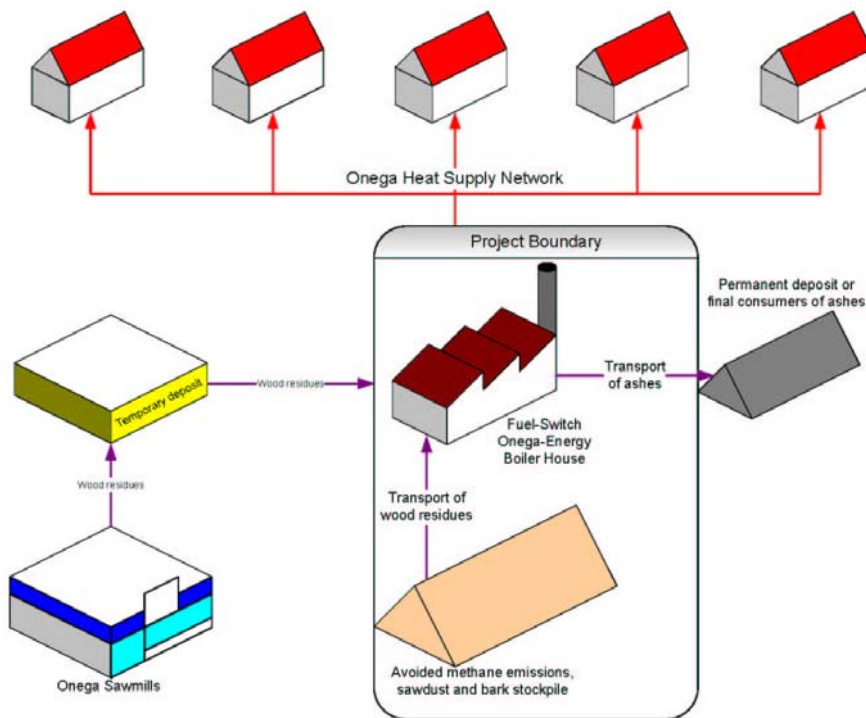 Onega Heat Supply Network
Project Boundary
Permanent deposit or
final consumers of ashes
Temporary deposit
Wood residues
Transport
of ashes
Fuel-Switch
Onega-Energy
Boiler House
Wood residues
Transport of
wood residues
Avoided methane emissions,
sawdust and bark stockpile
Onega Sawmills